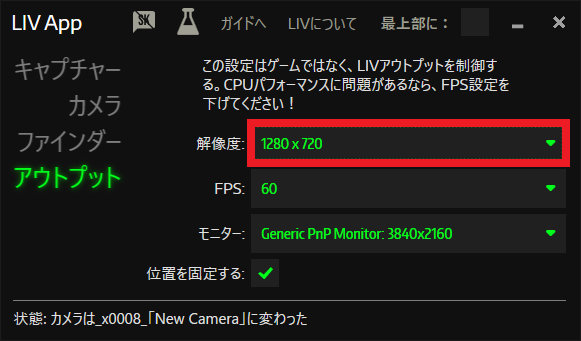 LIV App SK ガイドへ LIVについて 最上部に：
キャプチャー
カメラ
ファインダー
アウトプット
この設定はゲームではなく、LIVアウトプットを制御す
る。CPUパフォーマンスに問題があるなら、FPS設定を
下げてください！
解像度: 1280 x 720
FPS: 60
モニター: Generic PnP Monitor: 3840x2160
位置を固定する:
状態: カメラは_x0008_「New Camera」に変わった